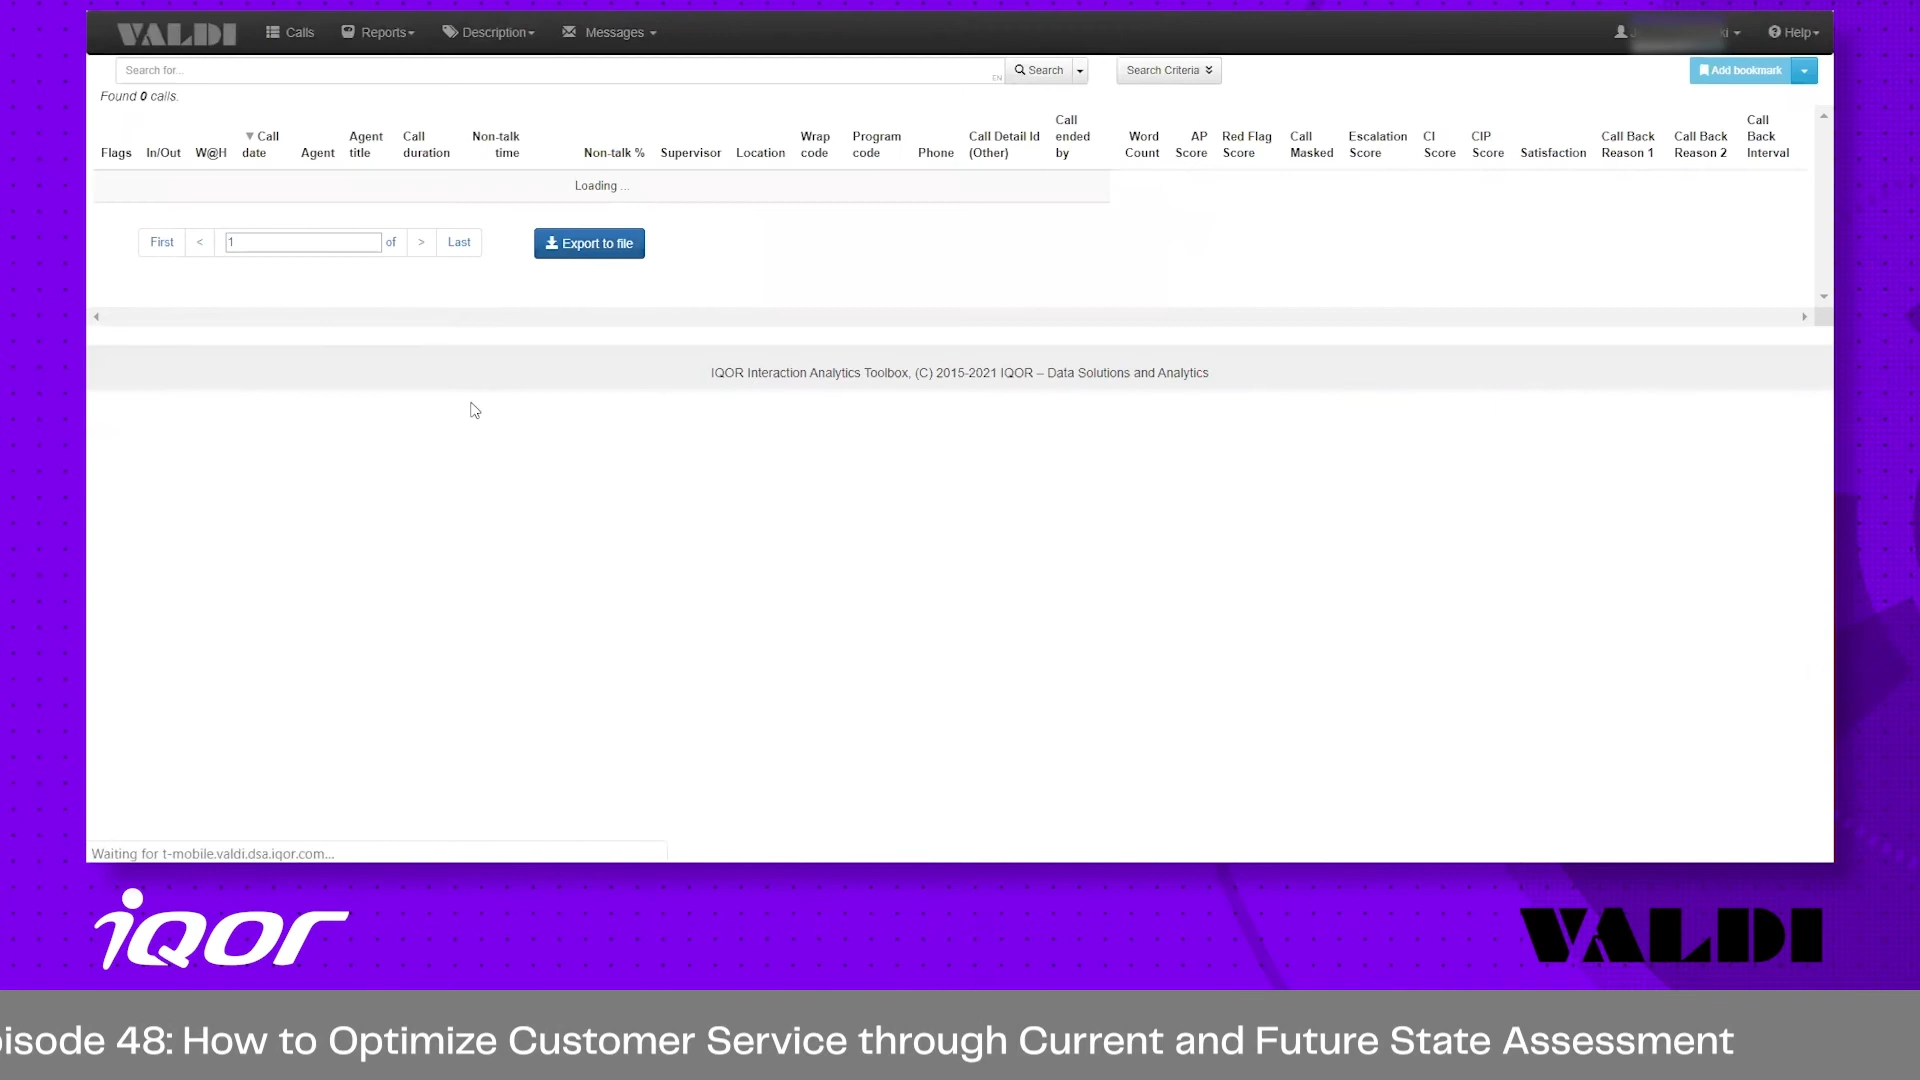 VALDI Calls Reports Description Messages Help
Search for... EN Search Search Criteria Add bookmark
Found 0 calls.
Flags In/Out W@H Call date Agent Agent title Call duration Non-talk time Non-talk % Supervisor Location Wrap code Program code Phone Call Detail Id (Other) Call ended by Word Count AP Score Red Flag Score Call Masked Escalation Score CI Score CIP Score Satisfaction Call Back Reason 1 Call Back Reason 2 Call Back Interval
Loading ...
First < 1 of > Last Export to file
IQOR Interaction Analytics Toolbox, (C) 2015-2021 IQOR – Data Solutions and Analytics
Waiting for t-mobile.valdi.dsa.iqor.com...
iQOR VALDI
isode 48: How to Optimize Customer Service through Current and Future State Assessment